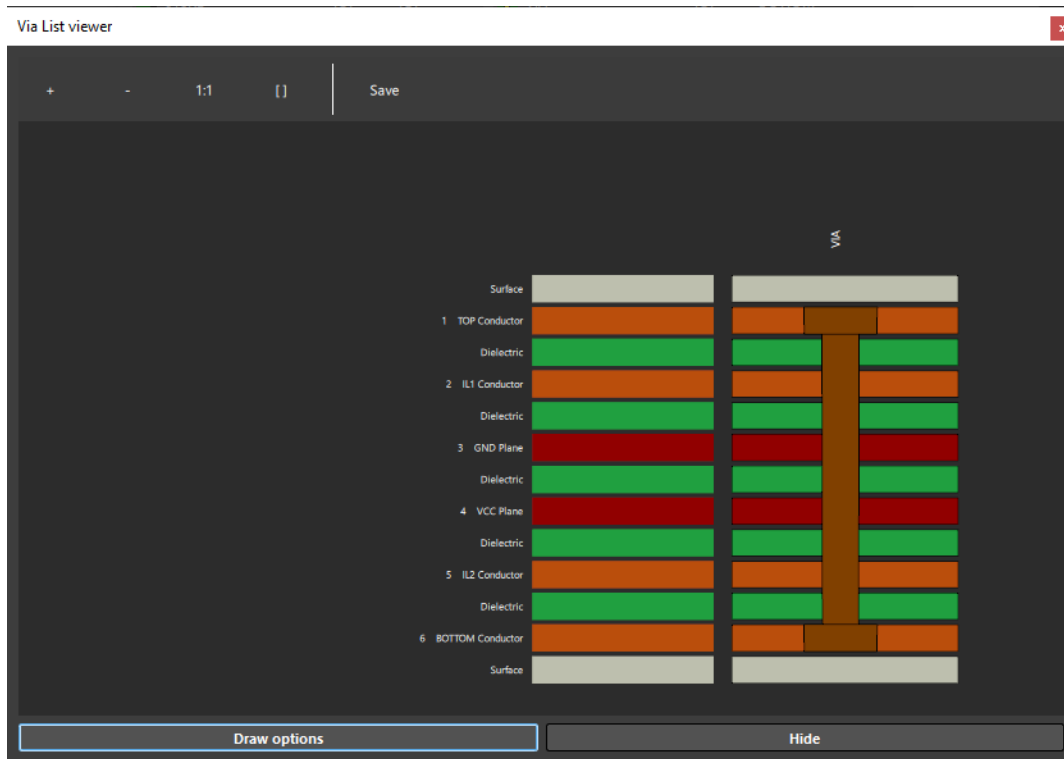 Via List viewer
x
+ - 1:1 [ ] Save
VIA
Surface
1 TOP Conductor
Dielectric
2 IL1 Conductor
Dielectric
3 GND Plane
Dielectric
4 VCC Plane
Dielectric
5 IL2 Conductor
Dielectric
6 BOTTOM Conductor
Surface
Draw options
Hide